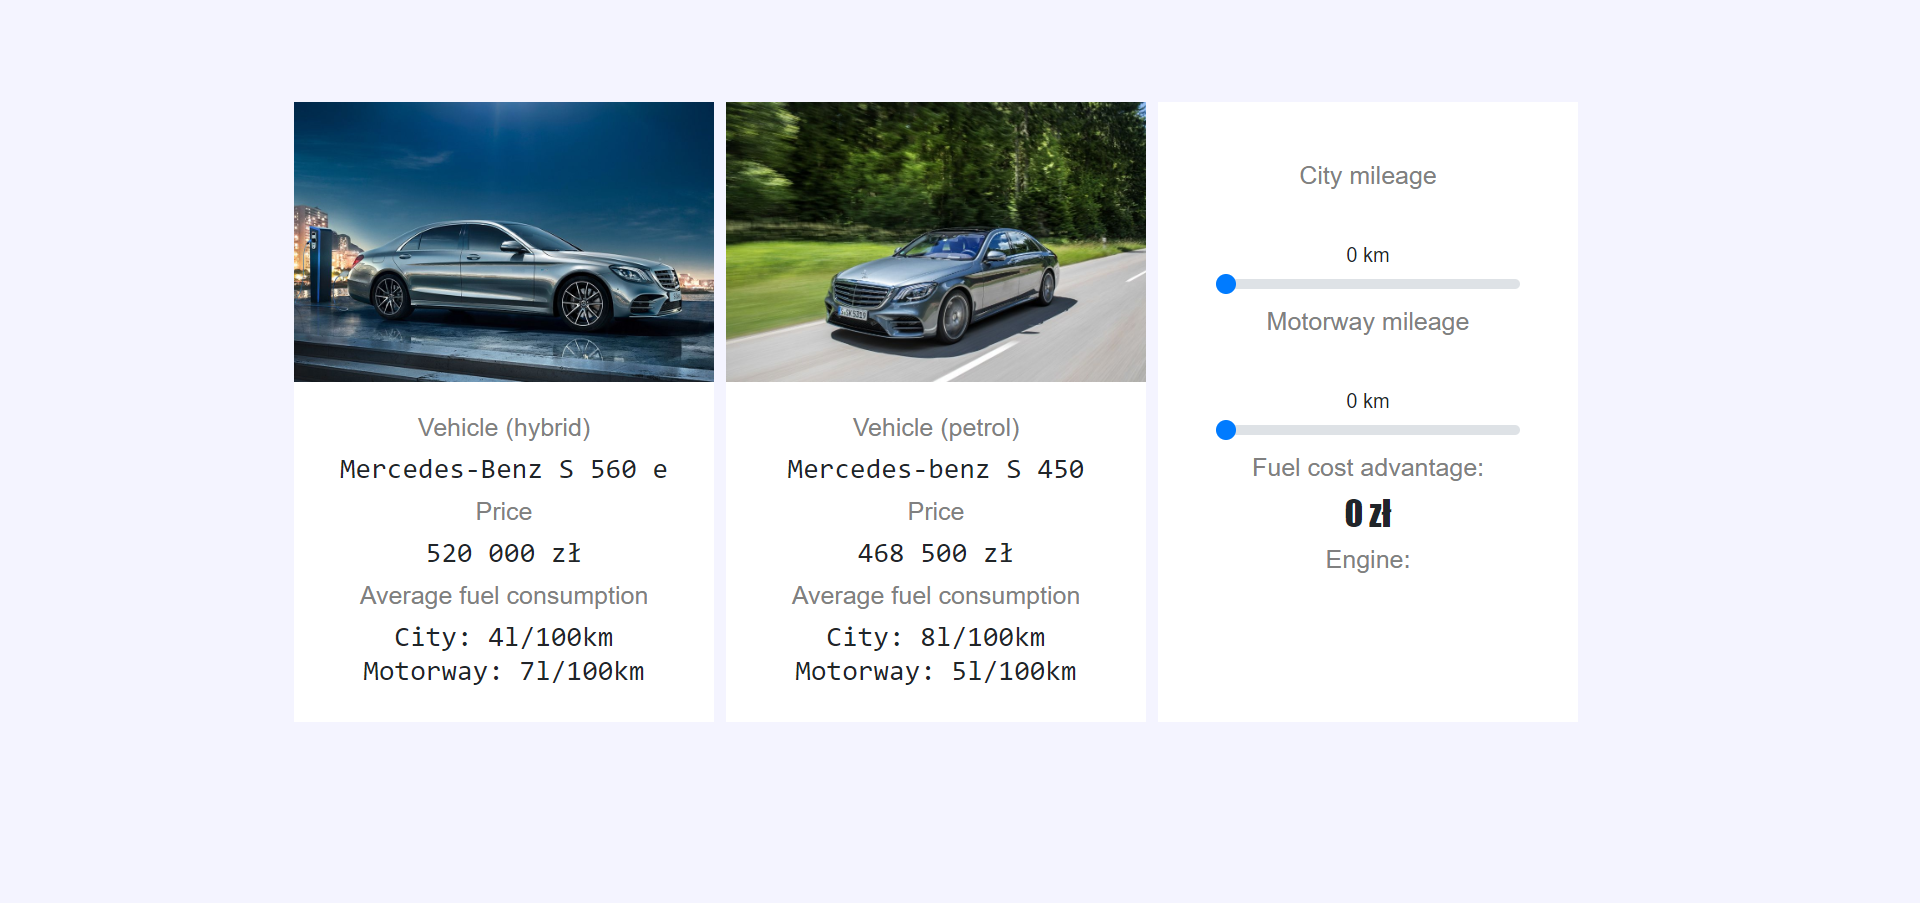 Vehicle (hybrid)
Mercedes-Benz S 560 e
Price
520 000 zł
Average fuel consumption
City: 4l/100km
Motorway: 7l/100km
Vehicle (petrol)
Mercedes-benz S 450
Price
468 500 zł
Average fuel consumption
City: 8l/100km
Motorway: 5l/100km
City mileage
0 km
Motorway mileage
0 km
Fuel cost advantage:
0 zł
Engine: